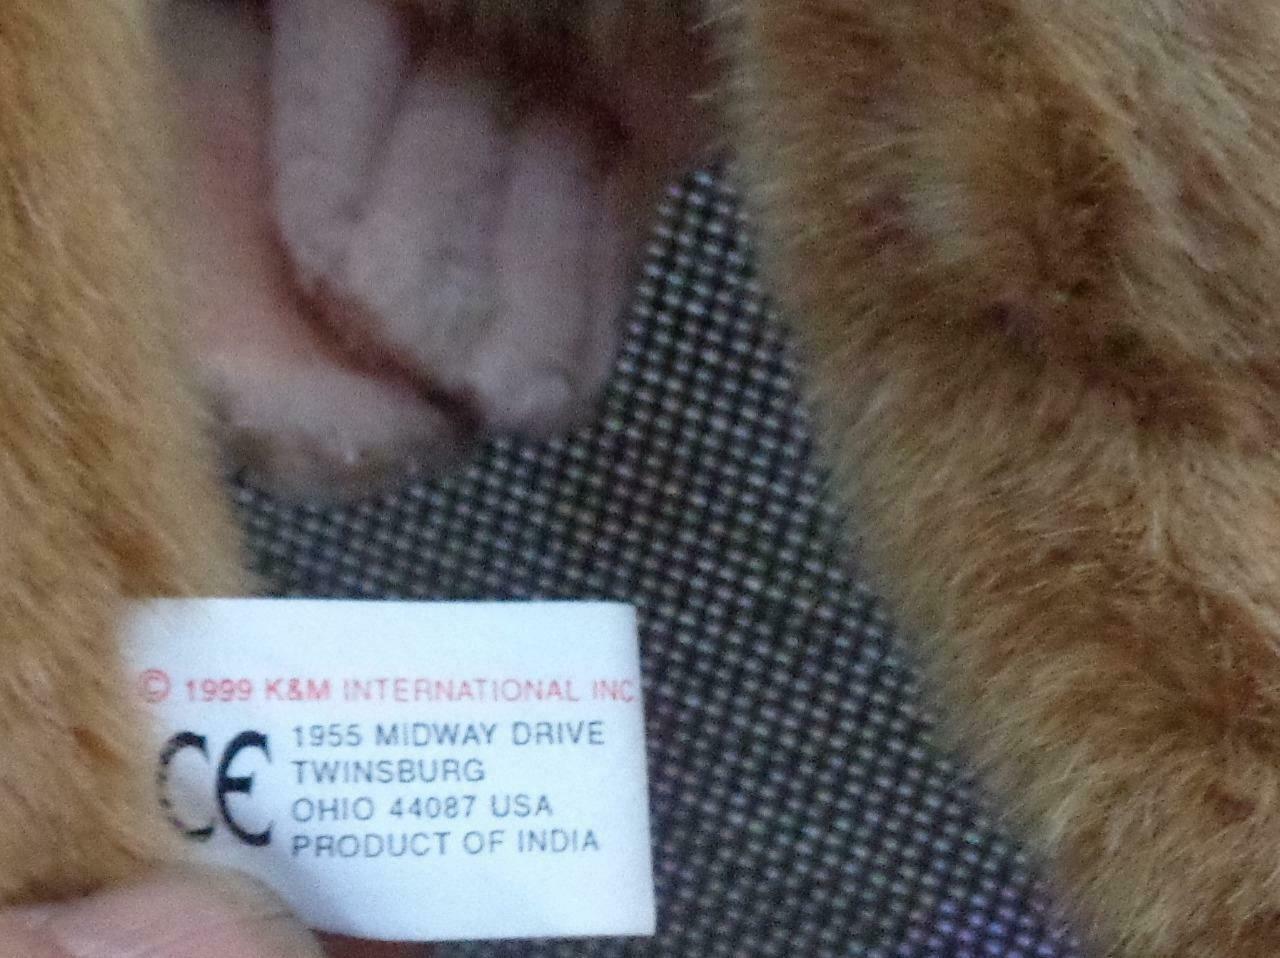 © 1999 K&M INTERNATIONAL INC
CE
1955 MIDWAY DRIVE
TWINSBURG
OHIO 44087 USA
PRODUCT OF INDIA